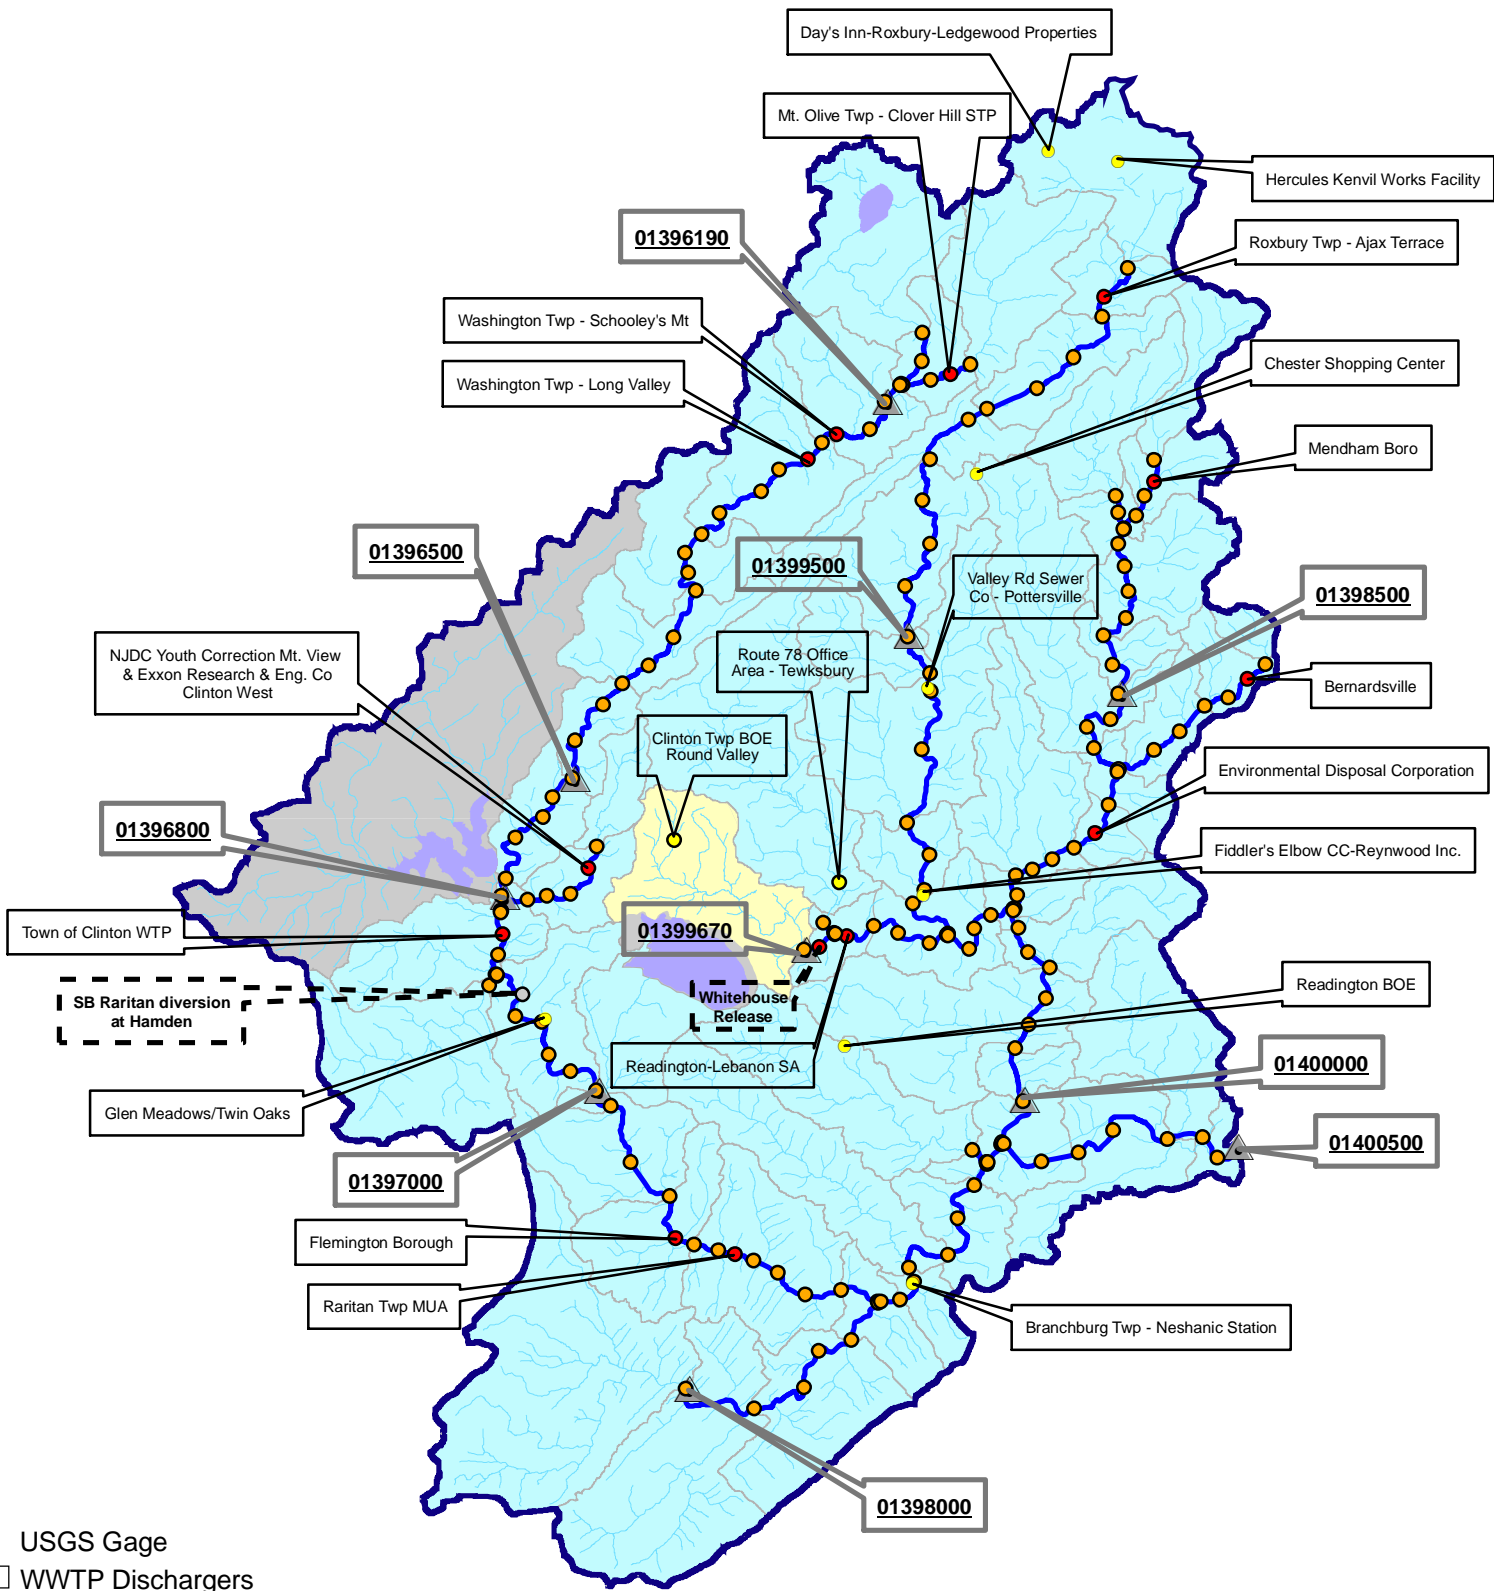 Day's Inn-Roxbury-Ledgewood Properties
Mt. Olive Twp - Clover Hill STP
Hercules Kenvil Works Facility
01396190
Roxbury Twp - Ajax Terrace
Washington Twp - Schooley's Mt
Chester Shopping Center
Washington Twp - Long Valley
Mendham Boro
01396500
01399500
Valley Rd Sewer
Co - Pottersville
01398500
NJDC Youth Correction Mt. View
& Exxon Research & Eng. Co
Clinton West
Route 78 Office
Area - Tewksbury
Bernardsville
Clinton Twp BOE
Round Valley
Environmental Disposal Corporation
01396800
Fiddler's Elbow CC-Reynwood Inc.
Town of Clinton WTP
01399670
SB Raritan diversion
at Hamden
Whitehouse
Release
Readington BOE
Readington-Lebanon SA
01400000
Glen Meadows/Twin Oaks
01400500
01397000
Flemington Borough
Raritan Twp MUA
Branchburg Twp - Neshanic Station
01398000
USGS Gage
WWTP Dischargers